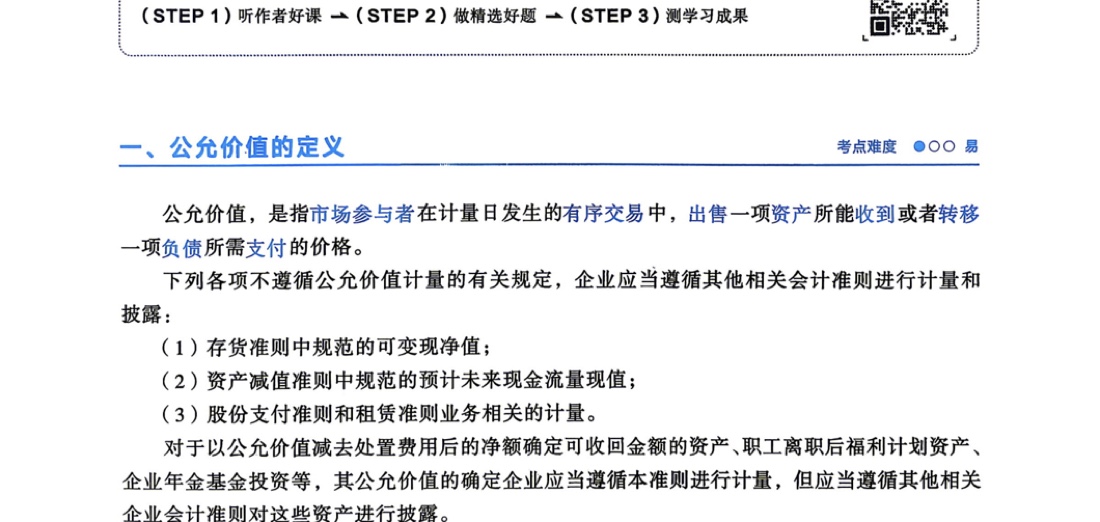 （STEP 1）听作者好课 ⇀（STEP 2）做精选好题 ⇀（STEP 3）测学习成果
一、公允价值的定义
考点难度 ●○○ 易
公允价值，是指市场参与者在计量日发生的有序交易中，出售一项资产所能收到或者转移
一项负债所需支付的价格。
下列各项不遵循公允价值计量的有关规定，企业应当遵循其他相关会计准则进行计量和
披露：
（1）存货准则中规范的可变现净值；
（2）资产减值准则中规范的预计未来现金流量现值；
（3）股份支付准则和租赁准则业务相关的计量。
对于以公允价值减去处置费用后的净额确定可收回金额的资产、职工离职后福利计划资产、
企业年金基金投资等，其公允价值的确定企业应当遵循本准则进行计量，但应当遵循其他相关
企业会计准则对这些资产进行披露。